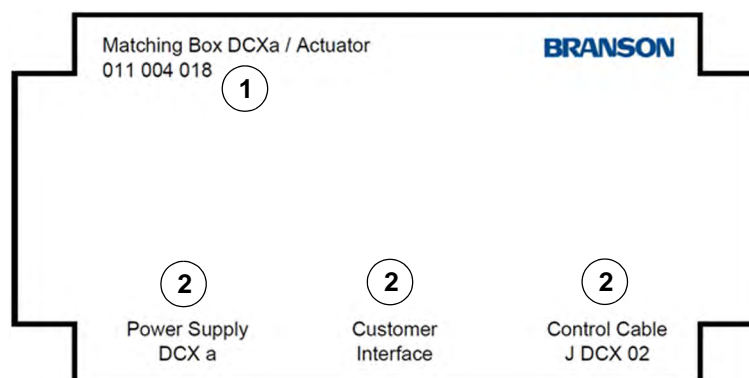 Matching Box DCXa / Actuator
BRANSON
011 004 018
1
2
2
2
Power Supply
DCX a
Customer
Interface
Control Cable
J DCX 02